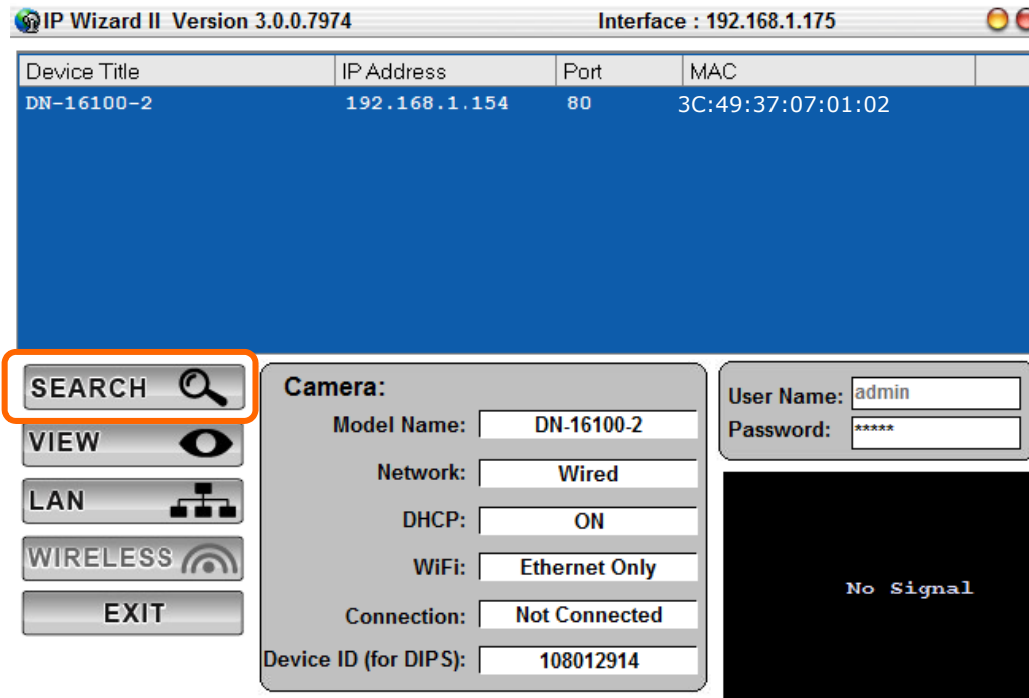 IP Wizard II Version 3.0.0.7974 Interface : 192.168.1.175
Device Title IP Address Port MAC
DN-16100-2 192.168.1.154 80 3C:49:37:07:01:02
SEARCH
VIEW
LAN
WIRELESS
EXIT
Camera:
Model Name: DN-16100-2
Network: Wired
DHCP: ON
WiFi: Ethernet Only
Connection: Not Connected
Device ID (for DIPS): 108012914
User Name: admin
Password: *****
No Signal